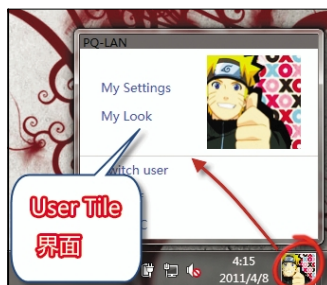 PQ-LAN
My Settings
My Look
witch user
User Tile
界面
C
4:15
2011/4/8